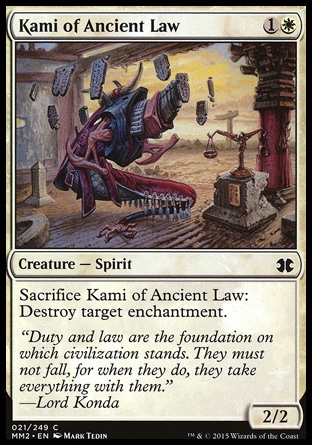 Kami of Ancient Law 1
Creature — Spirit
Sacrifice Kami of Ancient Law:
Destroy target enchantment.
“Duty and law are the foundation on
which civilization stands. They must
not fall, for when they do, they take
everything with them.”
—Lord Konda
2/2
021/249 C
MM2 • EN Mark Tedin
™ & © 2015 Wizards of the Coast